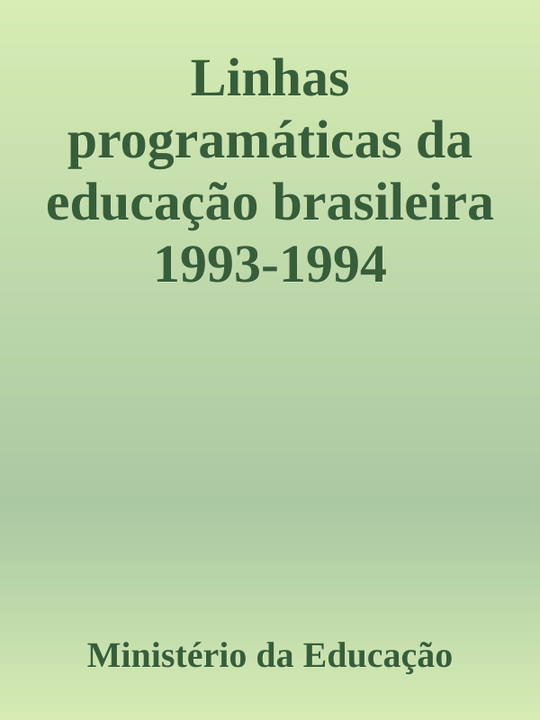 Linhas
programáticas da
educação brasileira
1993-1994
Ministério da Educação